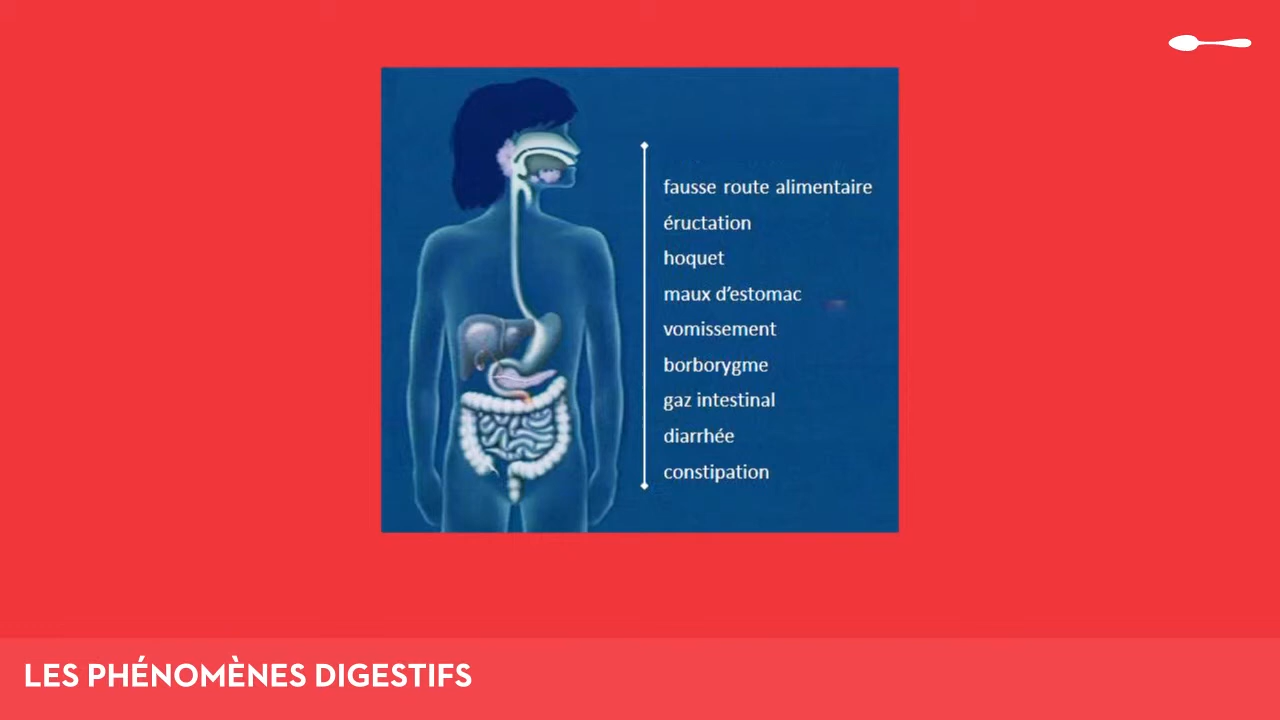 fausse route alimentaire
éructation
hoquet
maux d’estomac
vomissement
borborygme
gaz intestinal
diarrhée
constipation
LES PHÉNOMÈNES DIGESTIFS